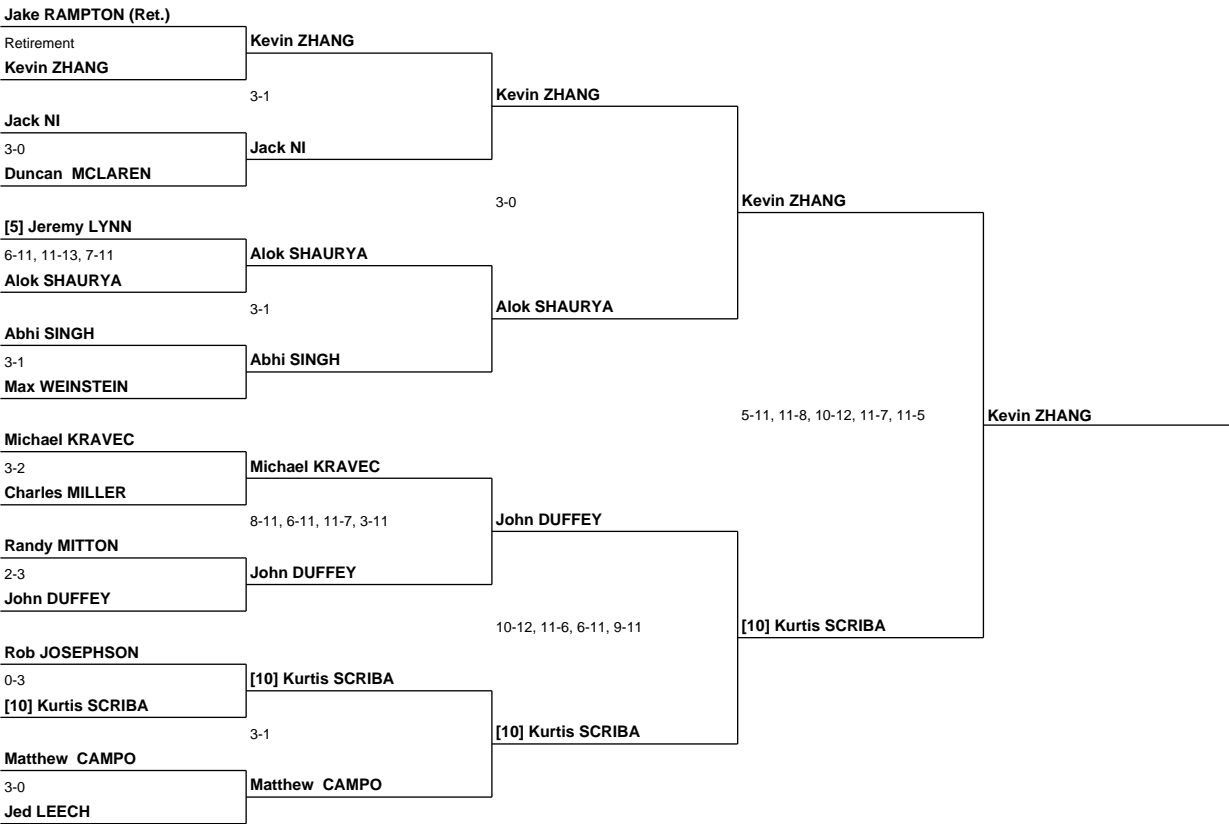 Jake RAMPTON (Ret.)
Retirement
Kevin ZHANG
Kevin ZHANG
3-1
Kevin ZHANG
Jack NI
3-0
Jack NI
Duncan  MCLAREN
3-0
Kevin ZHANG
[5] Jeremy LYNN
6-11, 11-13, 7-11
Alok SHAURYA
Alok SHAURYA
3-1
Alok SHAURYA
Abhi SINGH
3-1
Abhi SINGH
Max WEINSTEIN
5-11, 11-8, 10-12, 11-7, 11-5
Kevin ZHANG
Michael KRAVEC
3-2
Michael KRAVEC
Charles MILLER
8-11, 6-11, 11-7, 3-11
John DUFFEY
Randy MITTON
2-3
John DUFFEY
John DUFFEY
10-12, 11-6, 6-11, 9-11
[10] Kurtis SCRIBA
Rob JOSEPHSON
0-3
[10] Kurtis SCRIBA
[10] Kurtis SCRIBA
3-1
[10] Kurtis SCRIBA
Matthew  CAMPO
3-0
Matthew  CAMPO
Jed LEECH